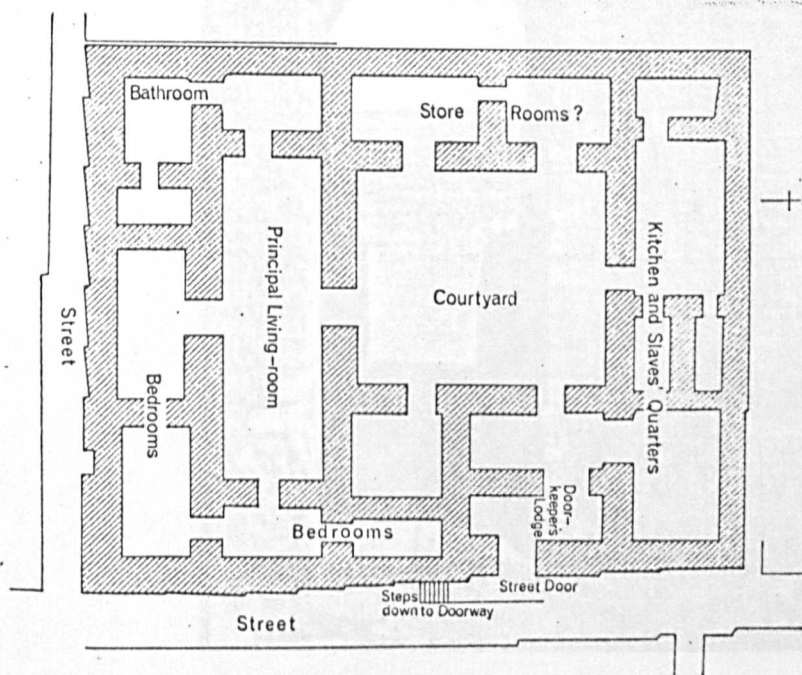 Bathroom
Store Rooms ?
Principal Living-room
Kitchen and Slaves' Quarters
Courtyard
Street
Bedrooms
Door-
keeper's
Lodge
Bedrooms
Street Door
Steps
down to Doorway
Street